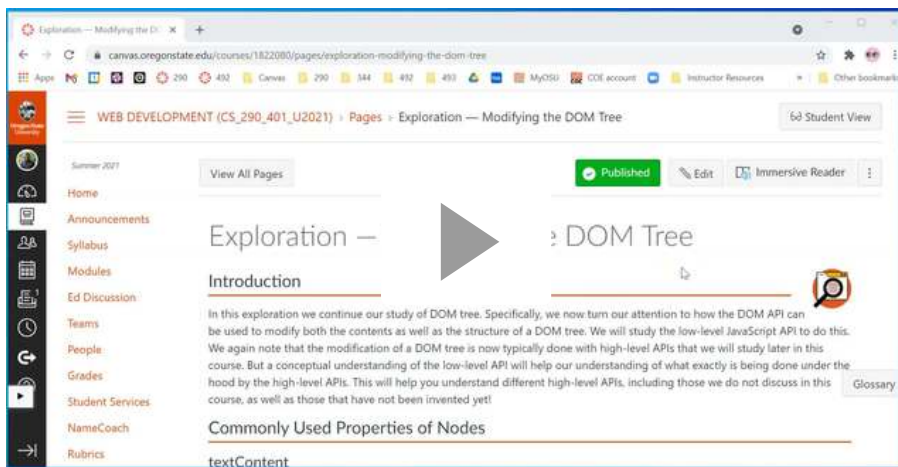 Exploration — Modifying the D
canvas.oregonstate.edu/courses/1822080/pages/exploration-modifying-the-dom-tree
Apps 290 492 Canvas 290 344 492 493 MyOSU COE account Instructor Resources » Other bookmarks
WEB DEVELOPMENT (CS_290_401_U2021) › Pages › Exploration — Modifying the DOM Tree
Student View
Summer 2021
View All Pages
Published
Edit
Immersive Reader
Home
Announcements
Syllabus
Modules
Ed Discussion
Teams
People
Grades
Student Services
NameCoach
Rubrics
Exploration — e DOM Tree
Introduction
In this exploration we continue our study of DOM tree. Specifically, we now turn our attention to how the DOM API can
be used to modify both the contents as well as the structure of a DOM tree. We will study the low-level JavaScript API to do this.
We again note that the modification of a DOM tree is now typically done with high-level APIs that we will study later in this
course. But a conceptual understanding of the low-level API will help our understanding of what exactly is being done under the
hood by the high-level APIs. This will help you understand different high-level APIs, including those we do not discuss in this
course, as well as those that have not been invented yet!
Glossary
Commonly Used Properties of Nodes
textContent